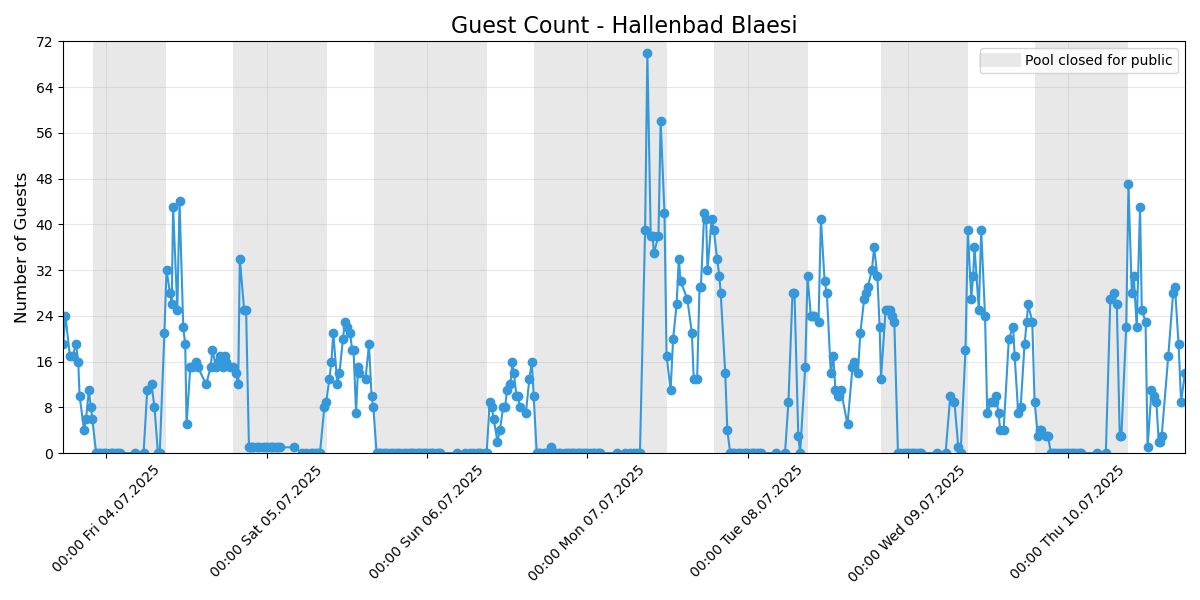 Guest Count - Hallenbad Blaesi
Pool closed for public
Number of Guests
72
64
56
48
40
32
24
16
8
0
00:00 Fri 04.07.2025
00:00 Sat 05.07.2025
00:00 Sun 06.07.2025
00:00 Mon 07.07.2025
00:00 Tue 08.07.2025
00:00 Wed 09.07.2025
00:00 Thu 10.07.2025